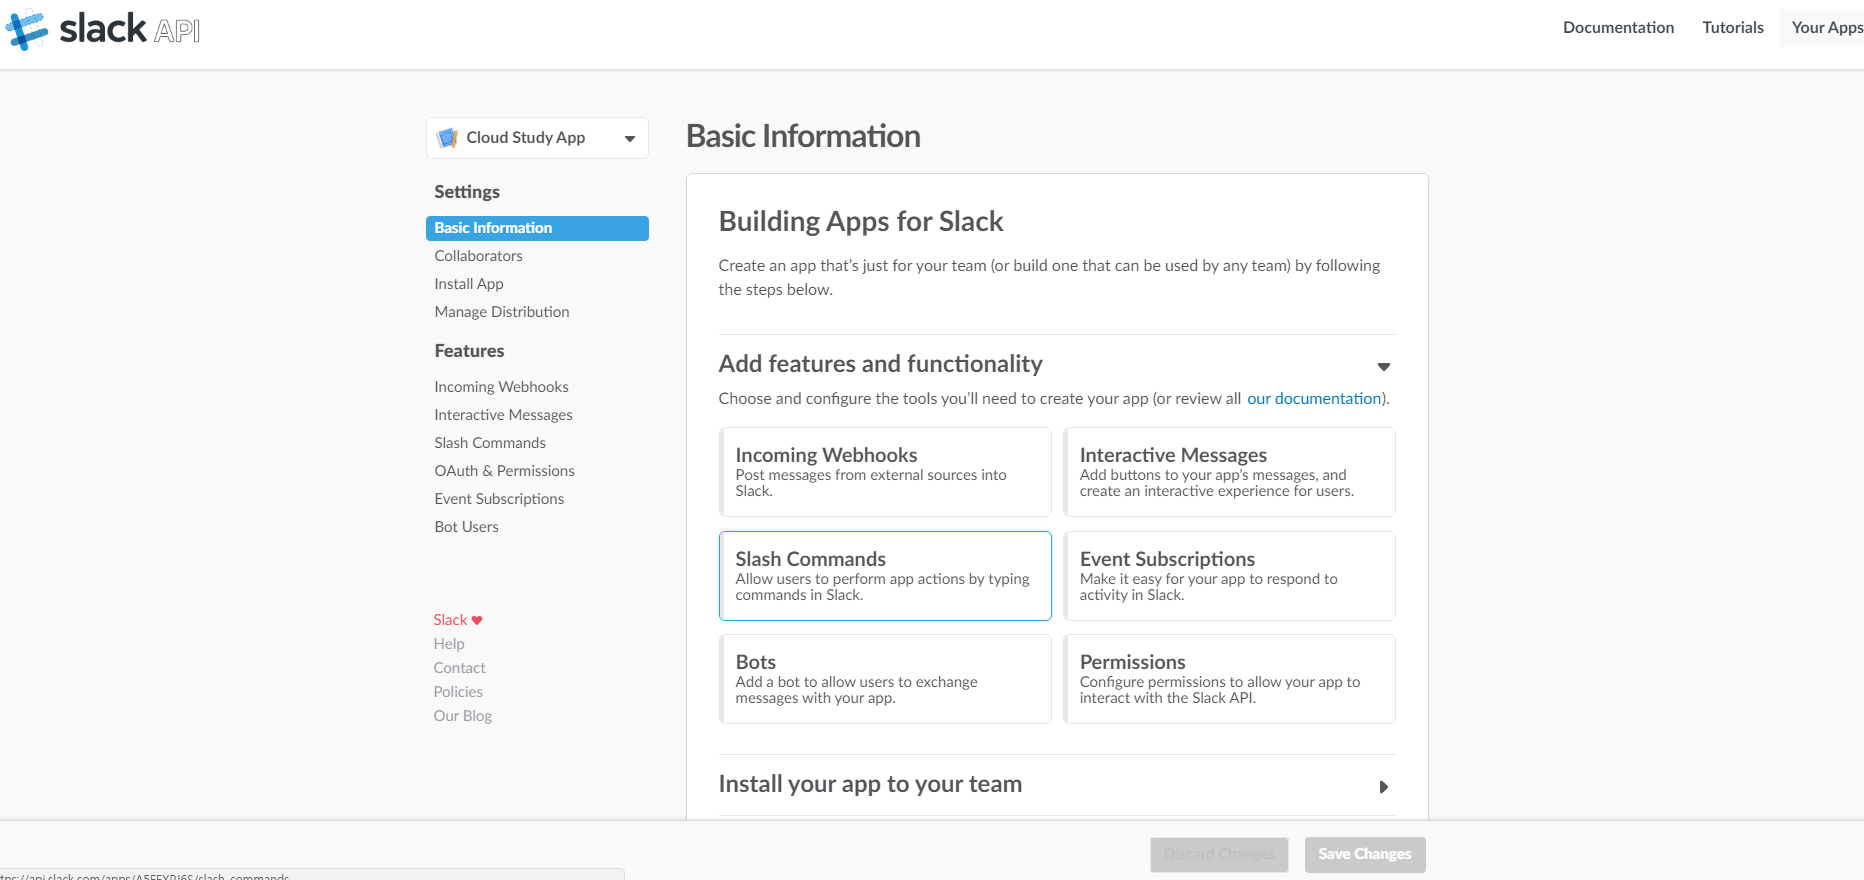 slack API
Documentation
Tutorials
Your Apps
Cloud Study App
Settings
Basic Information
Collaborators
Install App
Manage Distribution
Features
Incoming Webhooks
Interactive Messages
Slash Commands
OAuth & Permissions
Event Subscriptions
Bot Users
Slack ♥
Help
Contact
Policies
Our Blog
Basic Information
Building Apps for Slack
Create an app that's just for your team (or build one that can be used by any team) by following
the steps below.
Add features and functionality
Choose and configure the tools you'll need to create your app (or review all our documentation).
Incoming Webhooks
Post messages from external sources into
Slack.
Interactive Messages
Add buttons to your app's messages, and
create an interactive experience for users.
Slash Commands
Allow users to perform app actions by typing
commands in Slack.
Event Subscriptions
Make it easy for your app to respond to
activity in Slack.
Bots
Add a bot to allow users to exchange
messages with your app.
Permissions
Configure permissions to allow your app to
interact with the Slack API.
Install your app to your team
Discard Changes
Save Changes